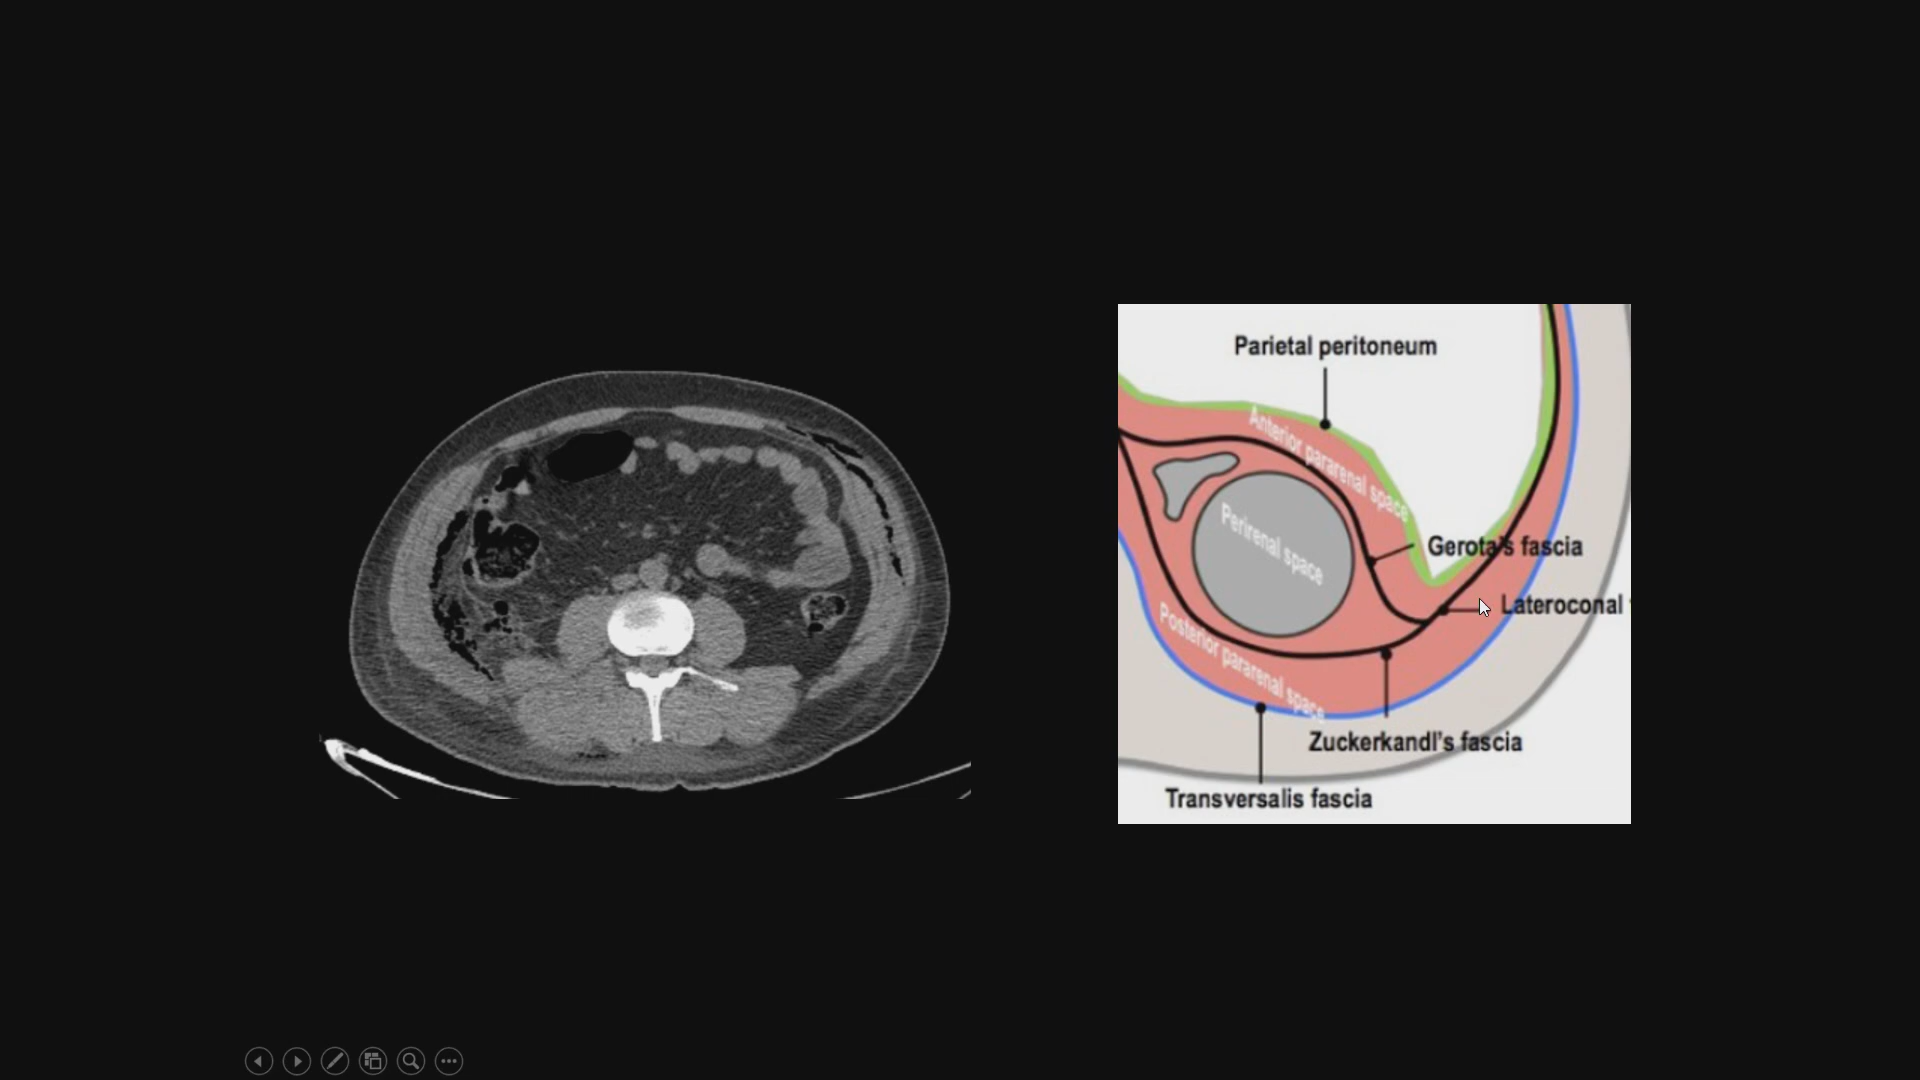 Parietal peritoneum
Anterior pararenal space
Perirenal space
Gerota's fascia
Lateroconal
Posterior pararenal space
Zuckerkandl's fascia
Transversalis fascia